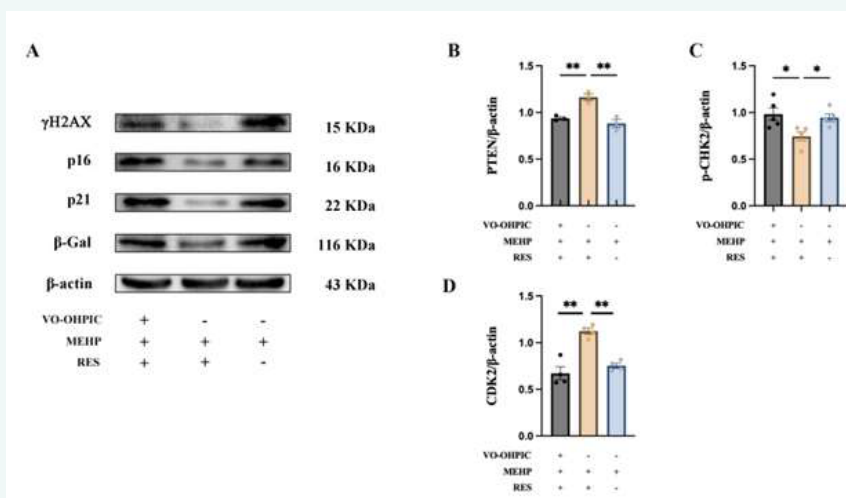 A
γH2AX 15 KDa
p16 16 KDa
p21 22 KDa
β-Gal 116 KDa
β-actin 43 KDa
VO-OHPIC + - -
MEHP + + +
RES + + -
B
** **
PTEN/β-actin
1.5
1.0
0.5
0.0
VO-OHPIC + - -
MEHP + + +
RES + + -
C
* *
p-CHK2/β-actin
1.5
1.0
0.5
0.0
VO-OHPIC + - -
MEHP + + +
RES + + -
D
** **
CDK2/β-actin
1.5
1.0
0.5
0.0
VO-OHPIC + - -
MEHP + + +
RES + + -